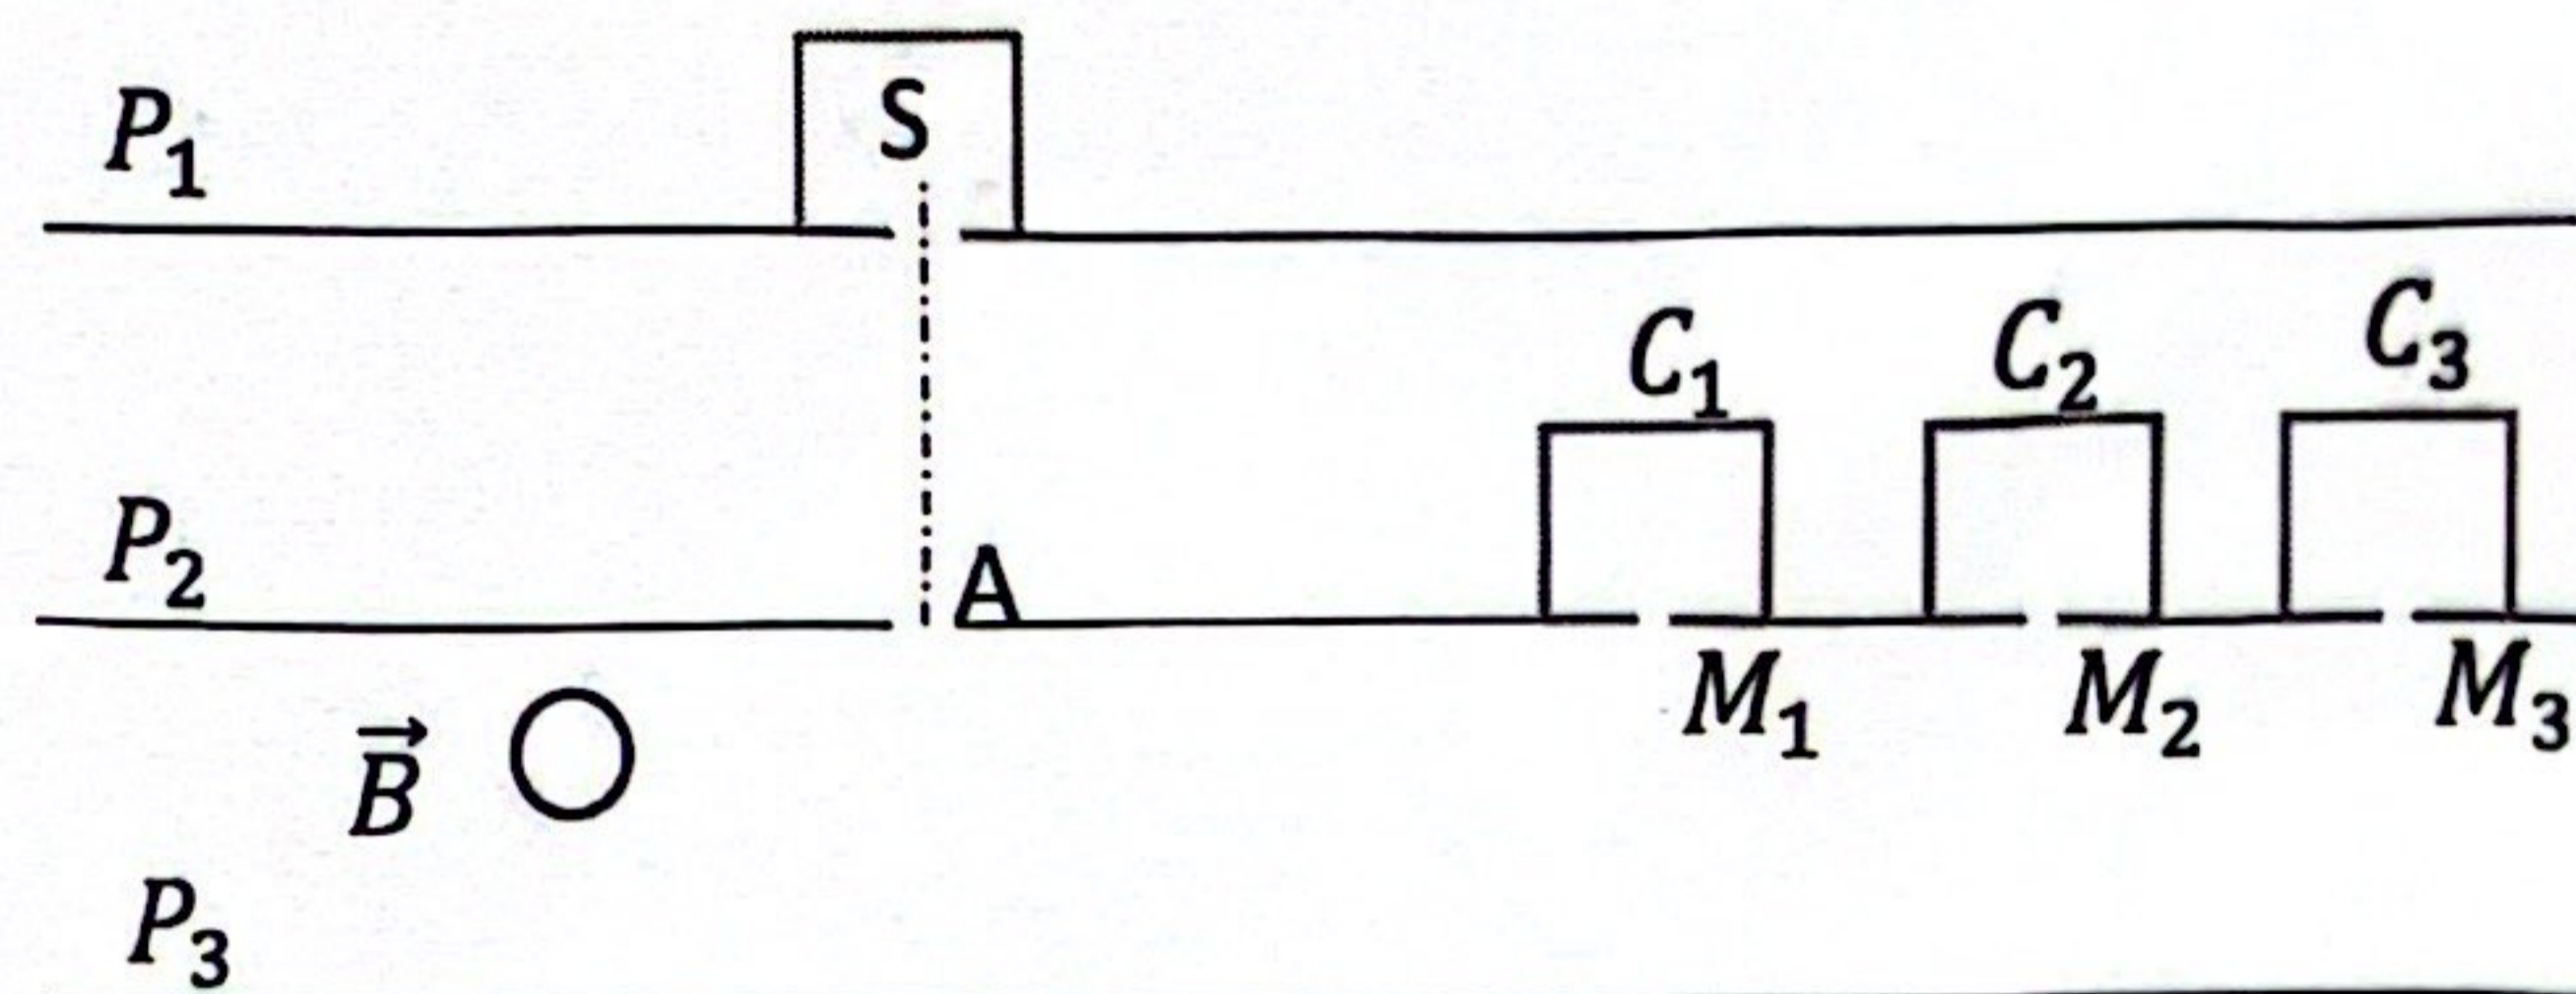 S
P₁
C₁ C₂ C₃
P₂
A
M₁ M₂ M₃
B⃗
P₃